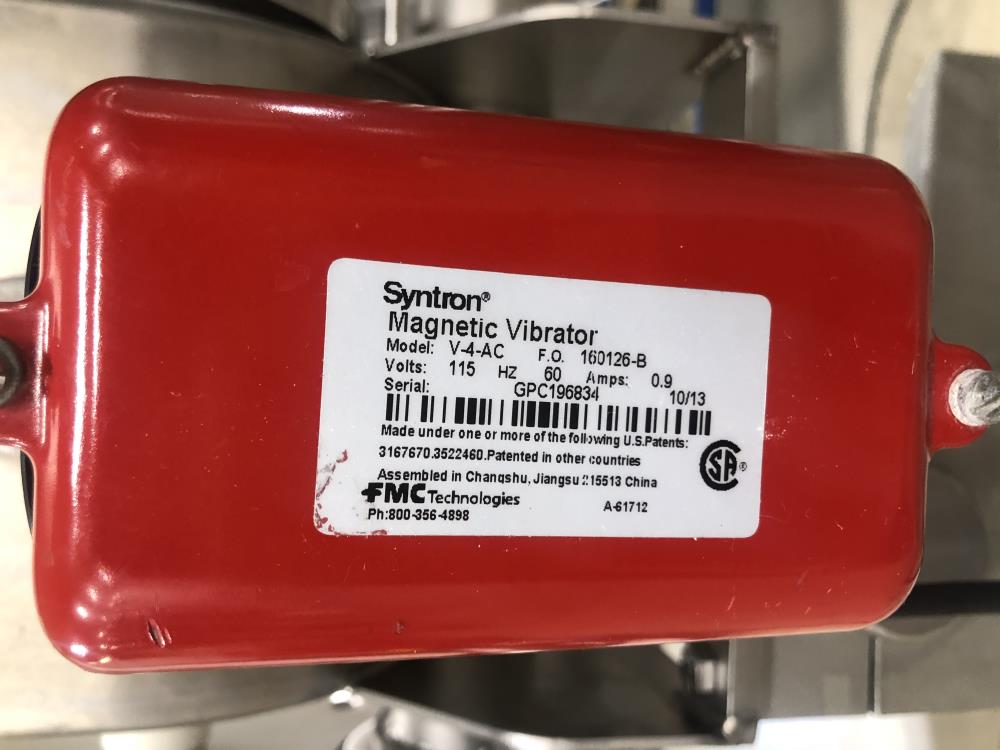 Syntron®
Magnetic Vibrator
Model: V-4-AC F.O. 160126-B
Volts: 115 HZ 60 Amps: 0.9
Serial: GPC196834 10/13
Made under one or more of the following U.S.Patents:
3167670.3522460.Patented in other countries
SA®
Assembled in Changshu, Jiangsu 215513 China
FMC Technologies A-61712
Ph:800-356-4898